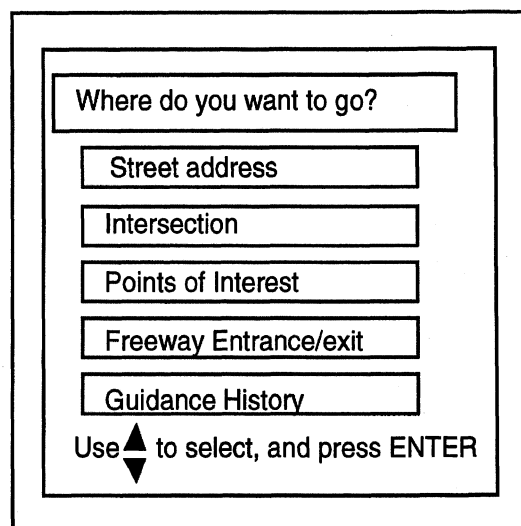 Where do you want to go?
Street address
Intersection
Points of Interest
Freeway Entrance/exit
Guidance History
Use ▲▼ to select, and press ENTER